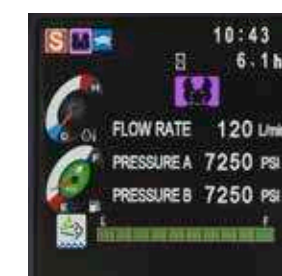 S
10:43
6.1h
H
C
FLOW RATE 120 L/min
F
PRESSURE A 7250 PSI
E
PRESSURE B 7250 PSI
E F